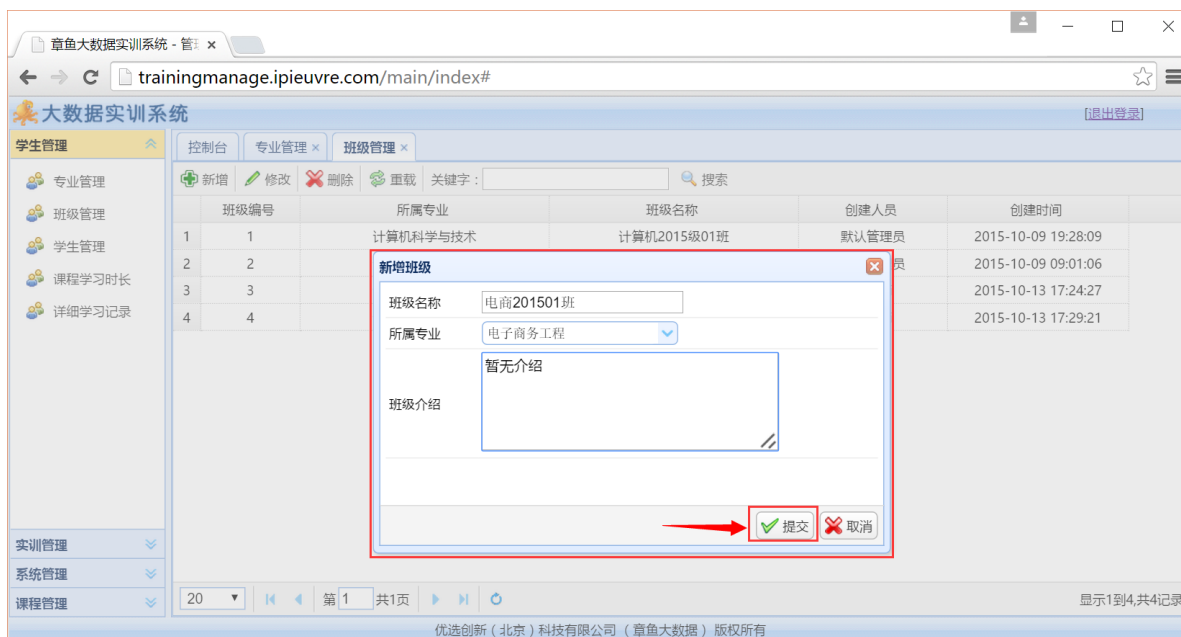 章鱼大数据实训系统 - 管
trainingmanage.ipieuvre.com/main/index#
大数据实训系统 [退出登录]
学生管理
专业管理
班级管理
学生管理
课程学习时长
详细学习记录
实训管理
系统管理
课程管理
控制台 专业管理 班级管理
新增 修改 删除 重载 关键字: 搜索
班级编号 所属专业 班级名称 创建人员 创建时间
1 1 计算机科学与技术 计算机2015级01班 默认管理员 2015-10-09 19:28:09
2 2 员 2015-10-09 09:01:06
3 3 2015-10-13 17:24:27
4 4 2015-10-13 17:29:21
新增班级
班级名称 电商201501班
所属专业 电子商务工程
班级介绍 暂无介绍
提交 取消
20 第 1 共1页 显示1到4,共4记录
优选创新(北京)科技有限公司(章鱼大数据) 版权所有